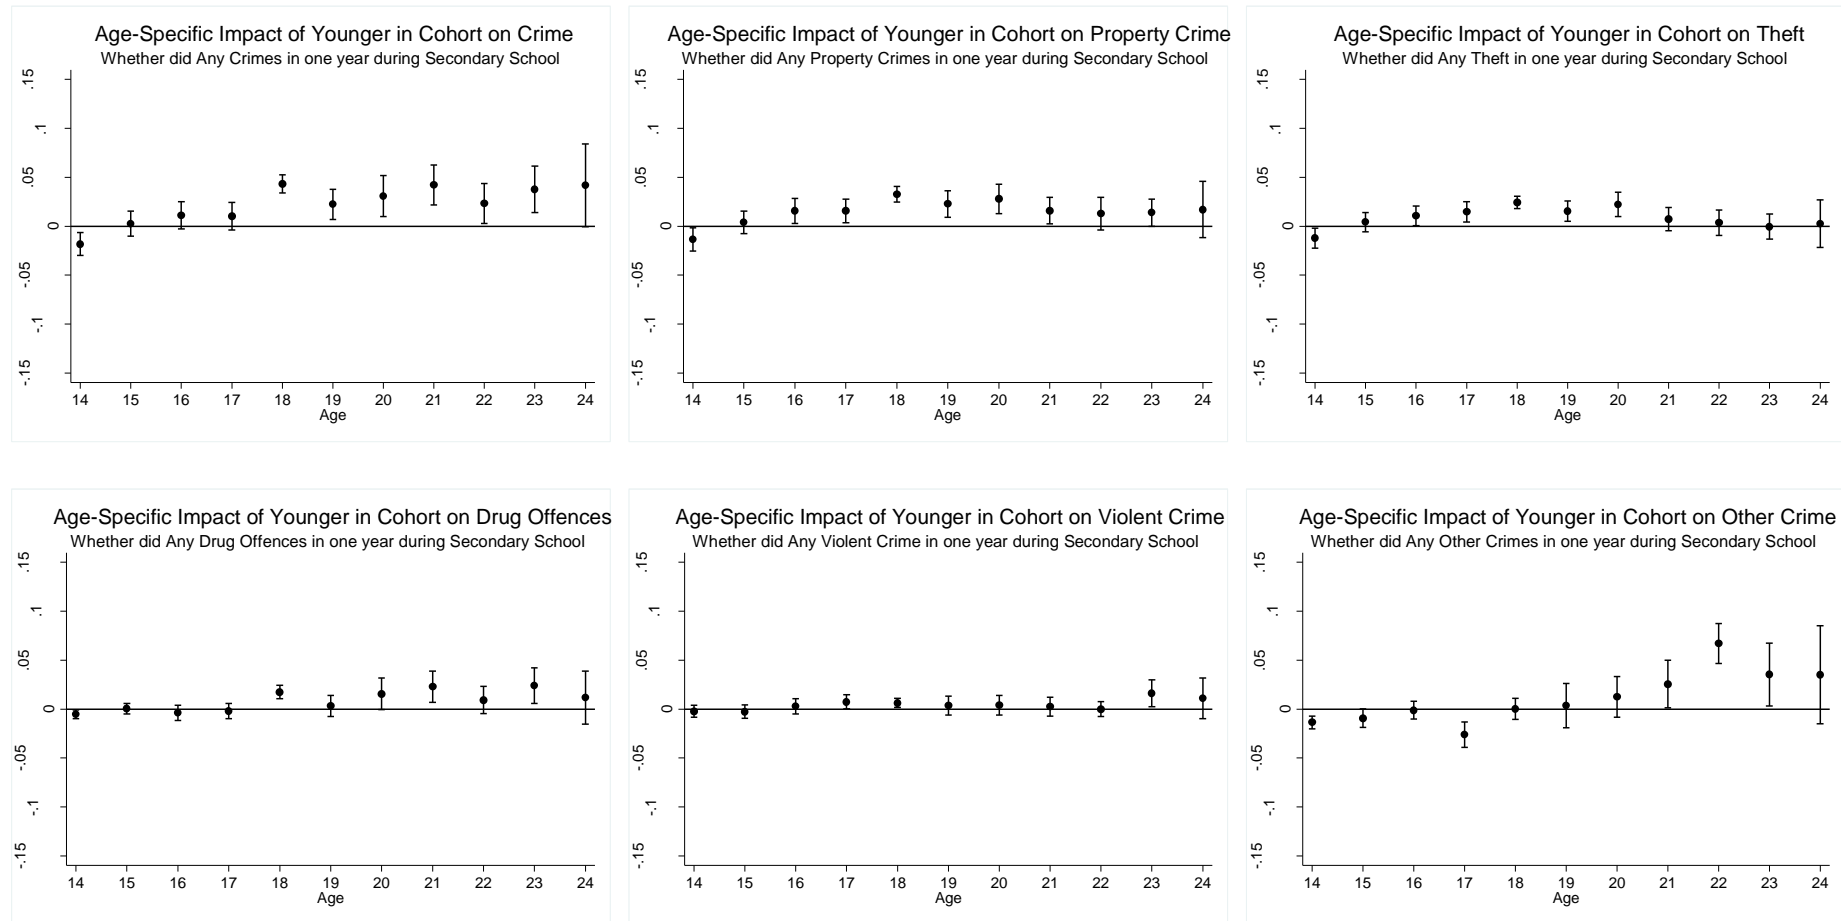 Age-Specific Impact of Younger in Cohort on Crime
Whether did Any Crimes in one year during Secondary School
.15
.1
.05
0
-.05
-.1
-.15
14 15 16 17 18 19 20 21 22 23 24
Age
Age-Specific Impact of Younger in Cohort on Property Crime
Whether did Any Property Crimes in one year during Secondary School
.15
.1
.05
0
-.05
-.1
-.15
14 15 16 17 18 19 20 21 22 23 24
Age
Age-Specific Impact of Younger in Cohort on Theft
Whether did Any Theft in one year during Secondary School
.15
.1
.05
0
-.05
-.1
-.15
14 15 16 17 18 19 20 21 22 23 24
Age
Age-Specific Impact of Younger in Cohort on Drug Offences
Whether did Any Drug Offences in one year during Secondary School
.15
.1
.05
0
-.05
-.1
-.15
14 15 16 17 18 19 20 21 22 23 24
Age
Age-Specific Impact of Younger in Cohort on Violent Crime
Whether did Any Violent Crime in one year during Secondary School
.15
.1
.05
0
-.05
-.1
-.15
14 15 16 17 18 19 20 21 22 23 24
Age
Age-Specific Impact of Younger in Cohort on Other Crime
Whether did Any Other Crimes in one year during Secondary School
.15
.1
.05
0
-.05
-.1
-.15
14 15 16 17 18 19 20 21 22 23 24
Age